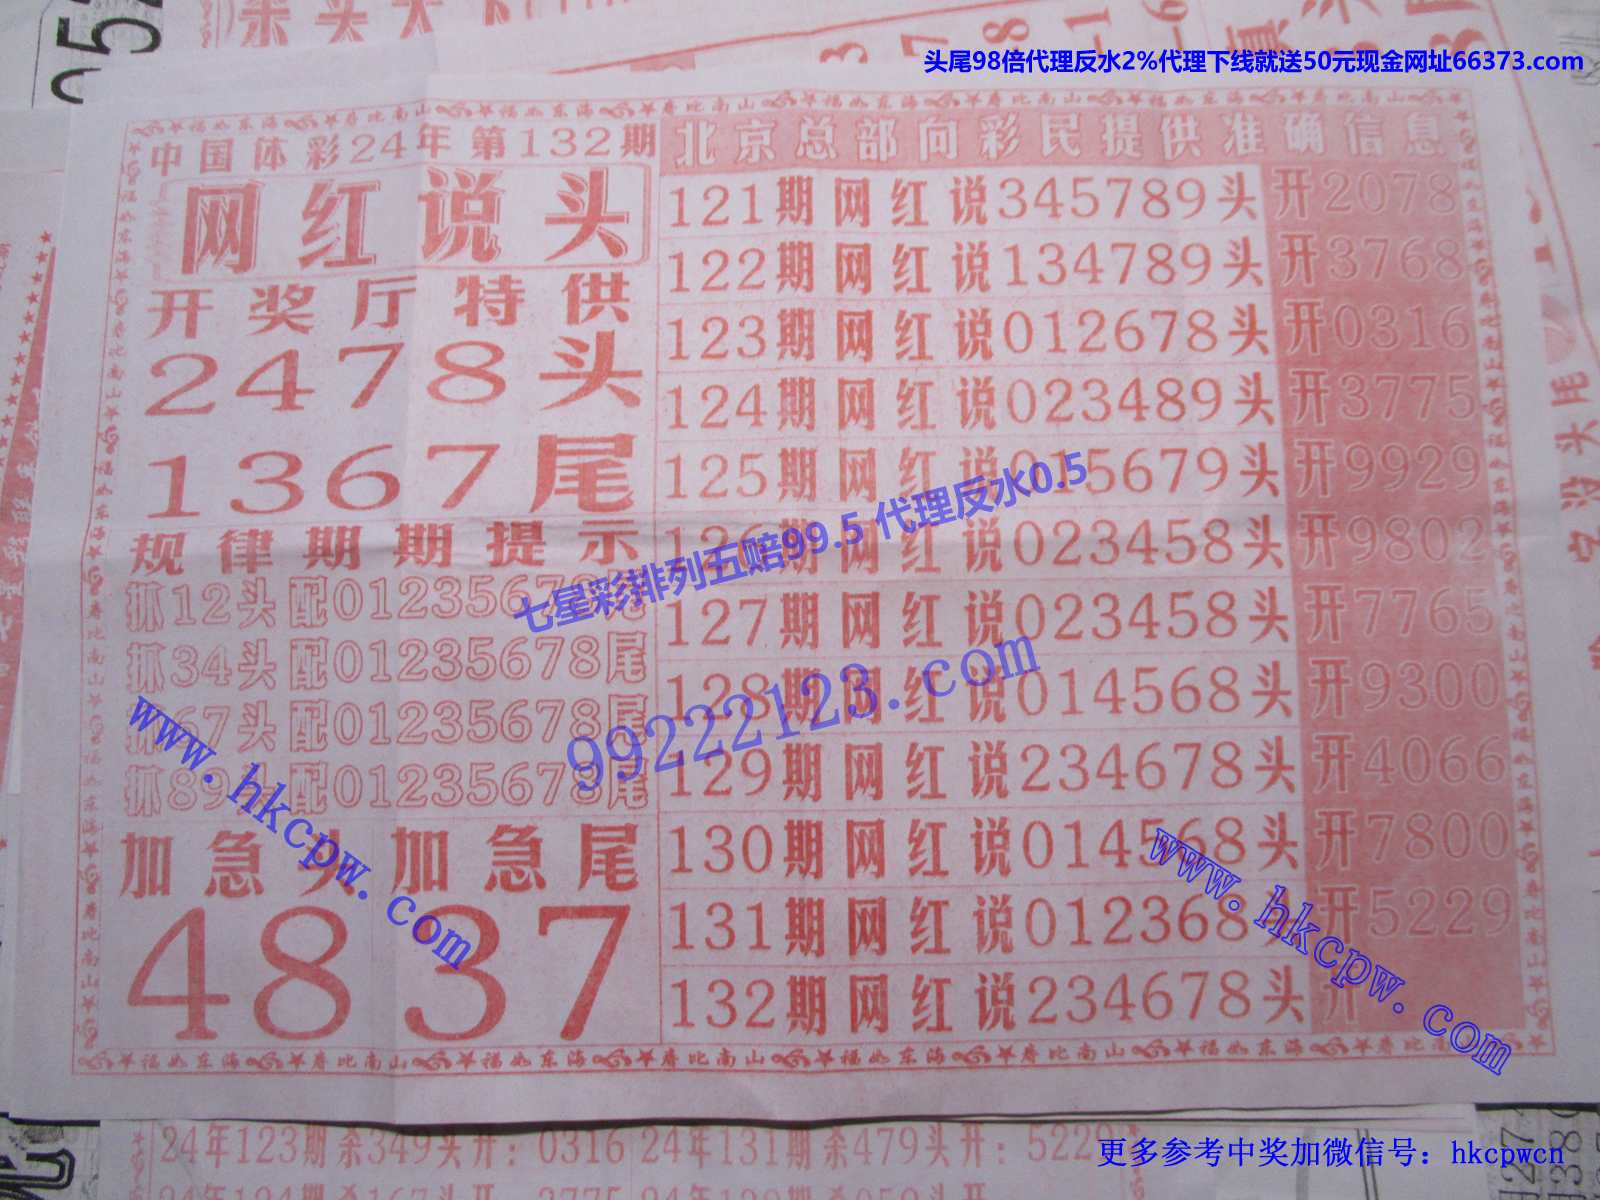 头尾98倍代理反水2%代理下线就送50元现金网址66373.com
中国体彩24年第132期
网红说头
开奖厅特供
2478头
1367尾
规律期期提示
抓12头配01235678尾
抓34头配01235678尾
抓67头配01235678尾
抓89头配01235678尾
加急头 加急尾
48 37
北京总部向彩民提供准确信息
121期网红说345789头 开2078
122期网红说134789头 开3768
123期网红说012678头 开0316
124期网红说023489头 开3775
125期网红说015679头 开9929
126期网红说023458头 开9802
127期网红说023458头 开7765
128期网红说014568头 开9300
129期网红说234678头 开4066
130期网红说014568头 开7800
131期网红说012368头 开5229
132期网红说234678头 开
七星彩排列五赔99.5 代理反水0.5
99222123.com
www.hkcpw.com
www.hkcpw.com
福如东海 寿比南山
24年123期杀349头开：0316 24年131期杀479头开：5229
更多参考中奖加微信号：hkcpwcn